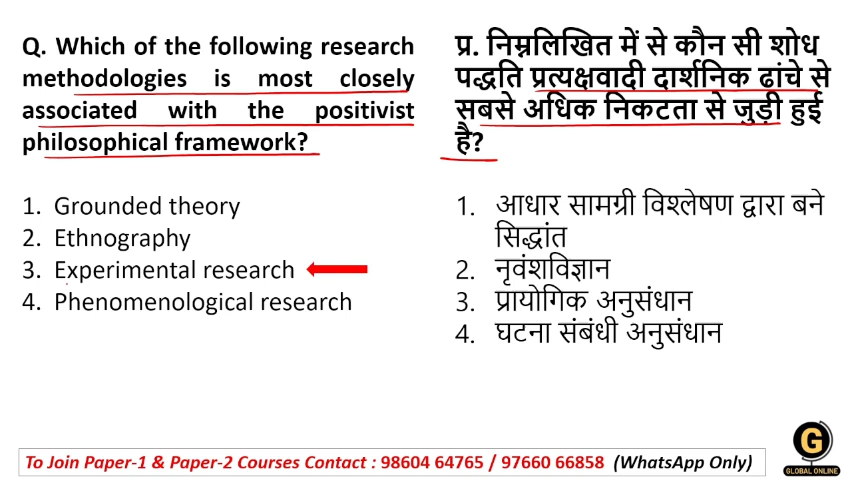 Q. Which of the following research
methodologies is most closely
associated with the positivist
philosophical framework?
1. Grounded theory
2. Ethnography
3. Experimental research
4. Phenomenological research
प्र. निम्नलिखित में से कौन सी शोध
पद्धति प्रत्यक्षवादी दार्शनिक ढांचे से
सबसे अधिक निकटता से जुड़ी हुई
है?
1. आधार सामग्री विश्लेषण द्वारा बने
सिद्धांत
2. नृवंशविज्ञान
3. प्रायोगिक अनुसंधान
4. घटना संबंधी अनुसंधान
To Join Paper-1 & Paper-2 Courses Contact : 98604 64765 / 97660 66858 (WhatsApp Only)
G
GLOBAL ONLINE